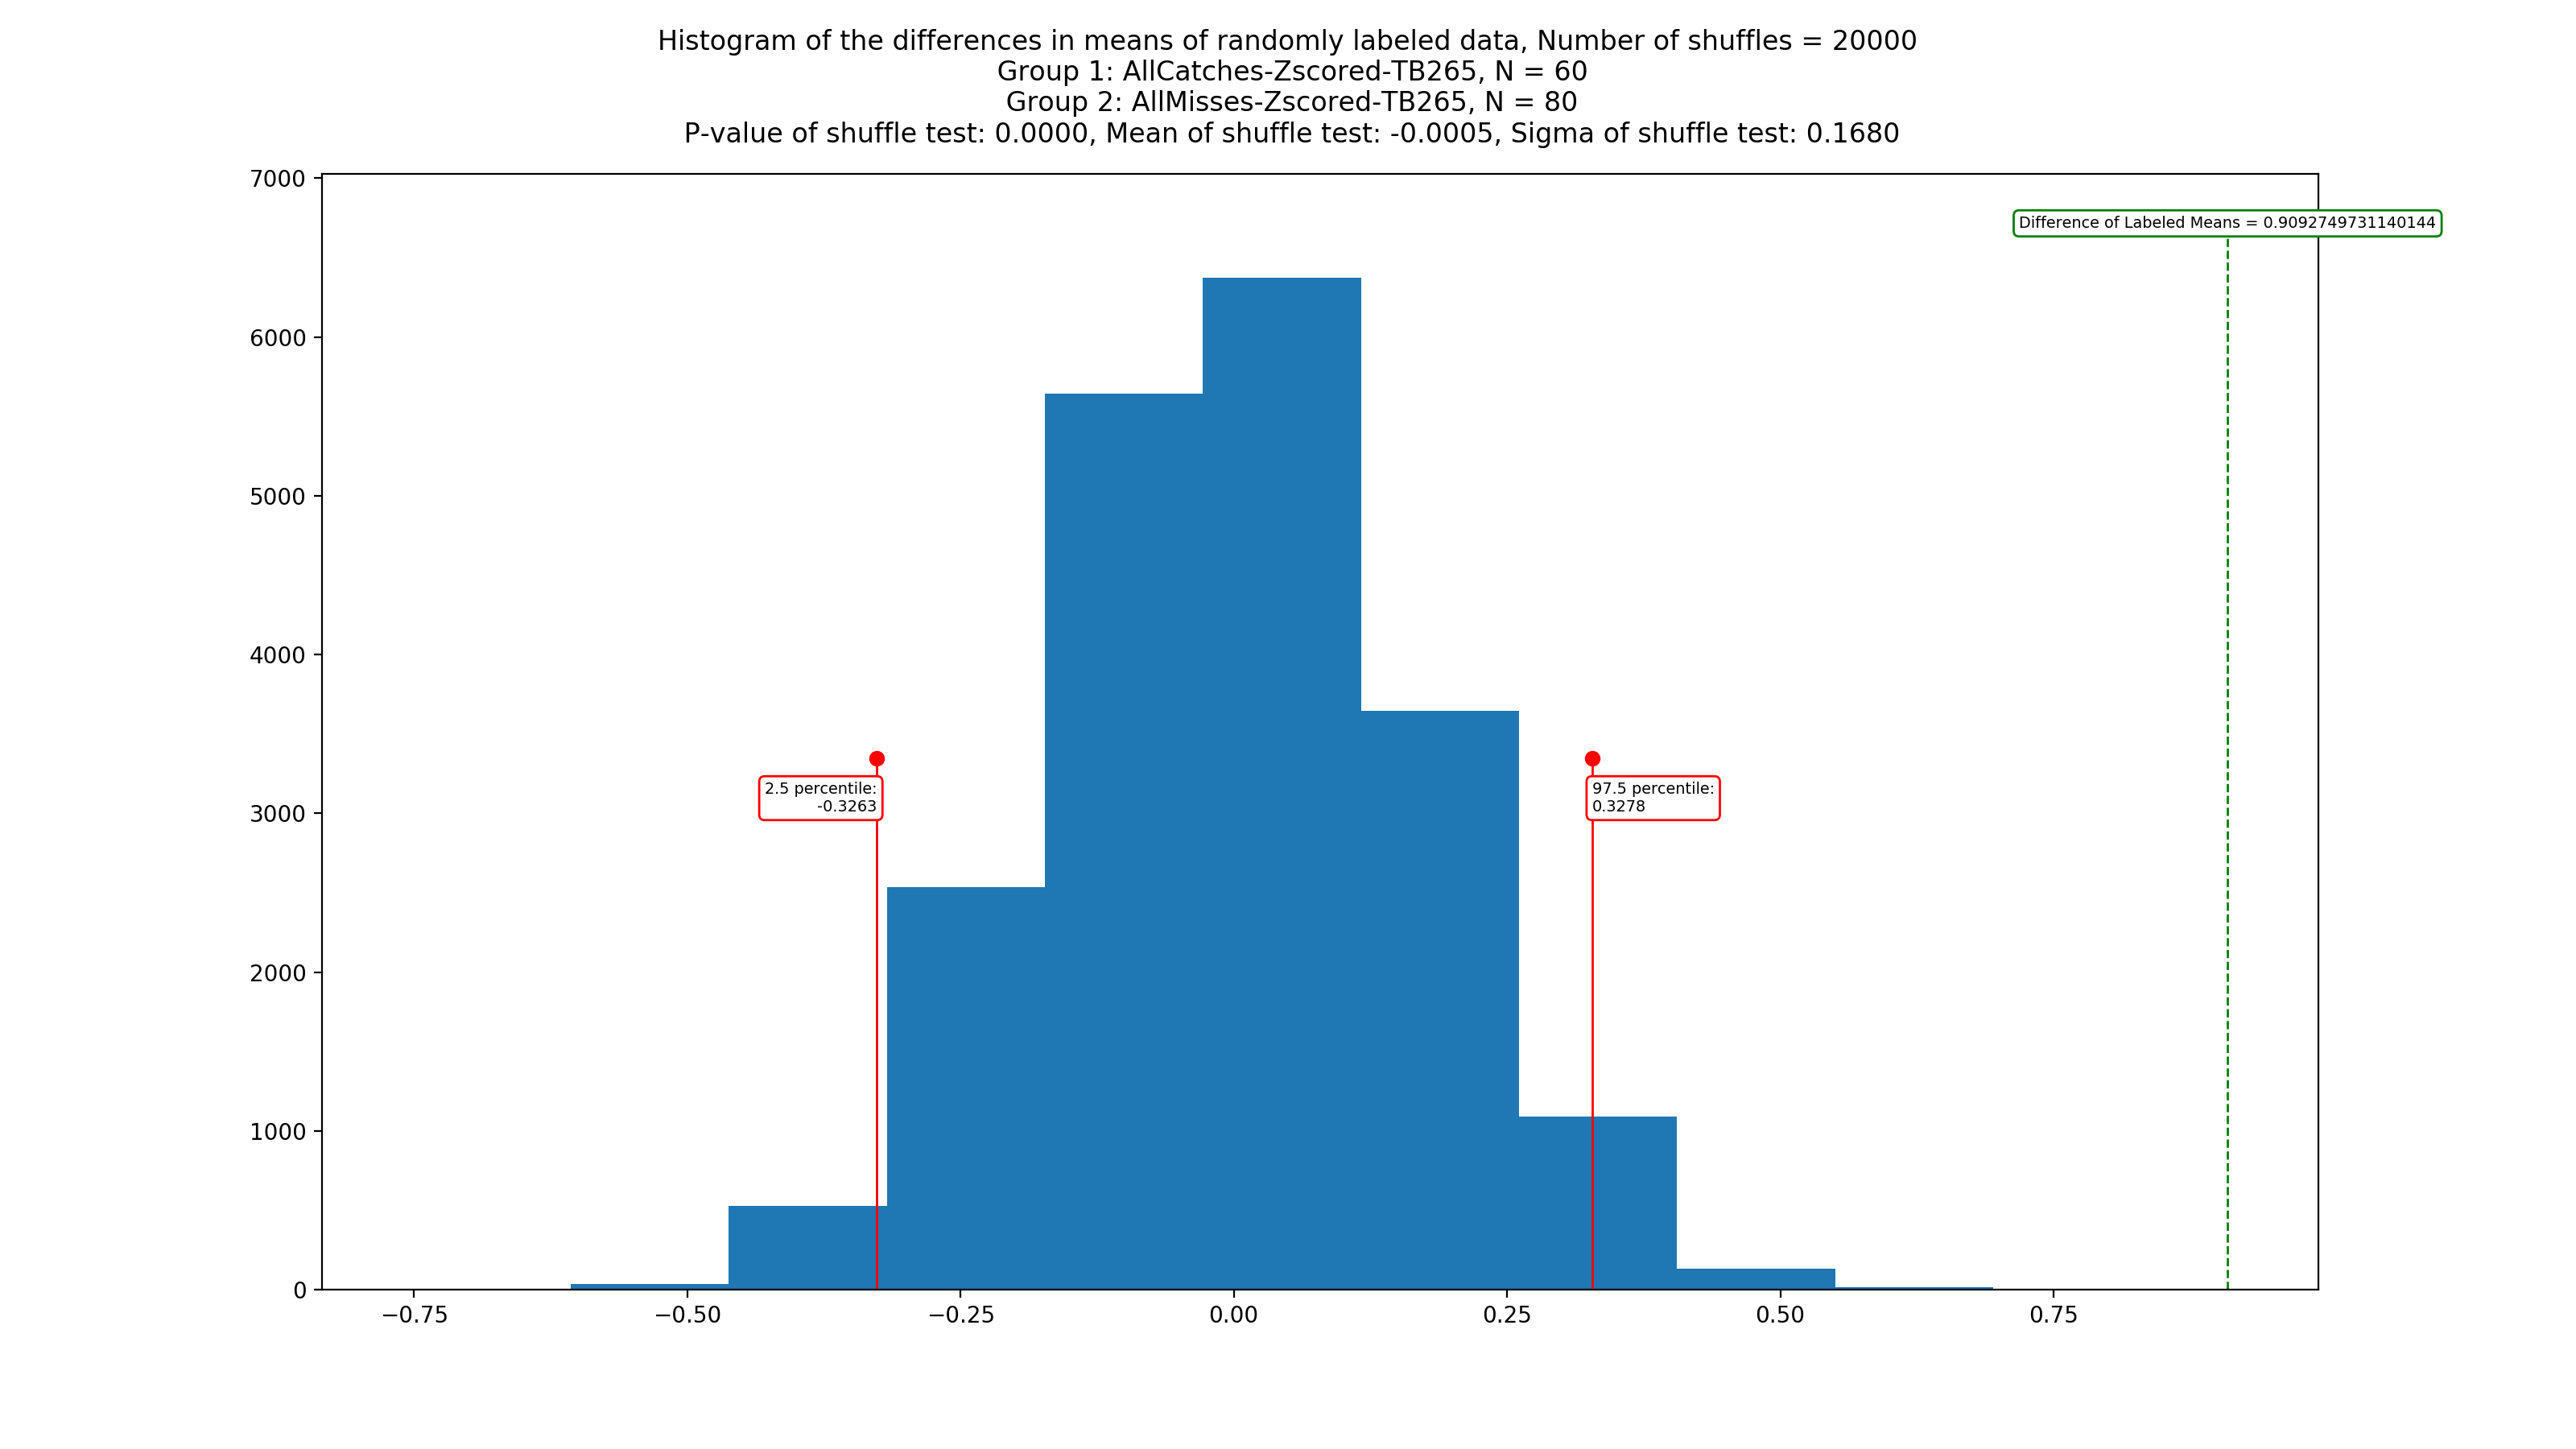 Histogram of the differences in means of randomly labeled data, Number of shuffles = 20000
Group 1: AllCatches-Zscored-TB265, N = 60
Group 2: AllMisses-Zscored-TB265, N = 80
P-value of shuffle test: 0.0000, Mean of shuffle test: -0.0005, Sigma of shuffle test: 0.1680
7000
Difference of Labeled Means = 0.9092749731140144
6000
5000
4000
2.5 percentile:
-0.3263
97.5 percentile:
0.3278
3000
2000
1000
0
−0.75
−0.50
−0.25
0.00
0.25
0.50
0.75